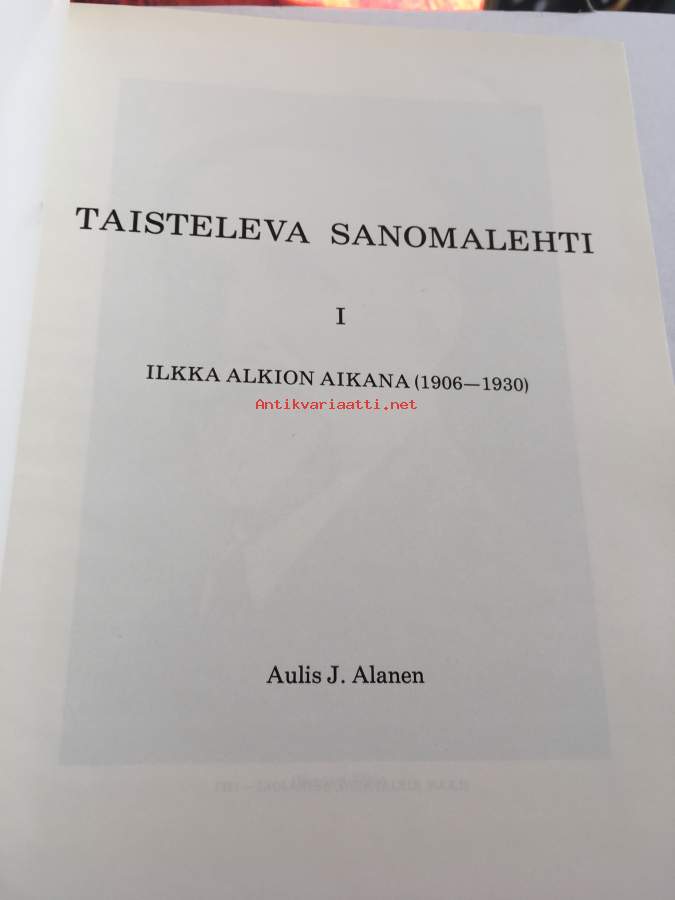 TAISTELEVA SANOMALEHTI
I
ILKKA ALKION AIKANA (1906—1930)
Antikvariaatti.net
Aulis J. Alanen